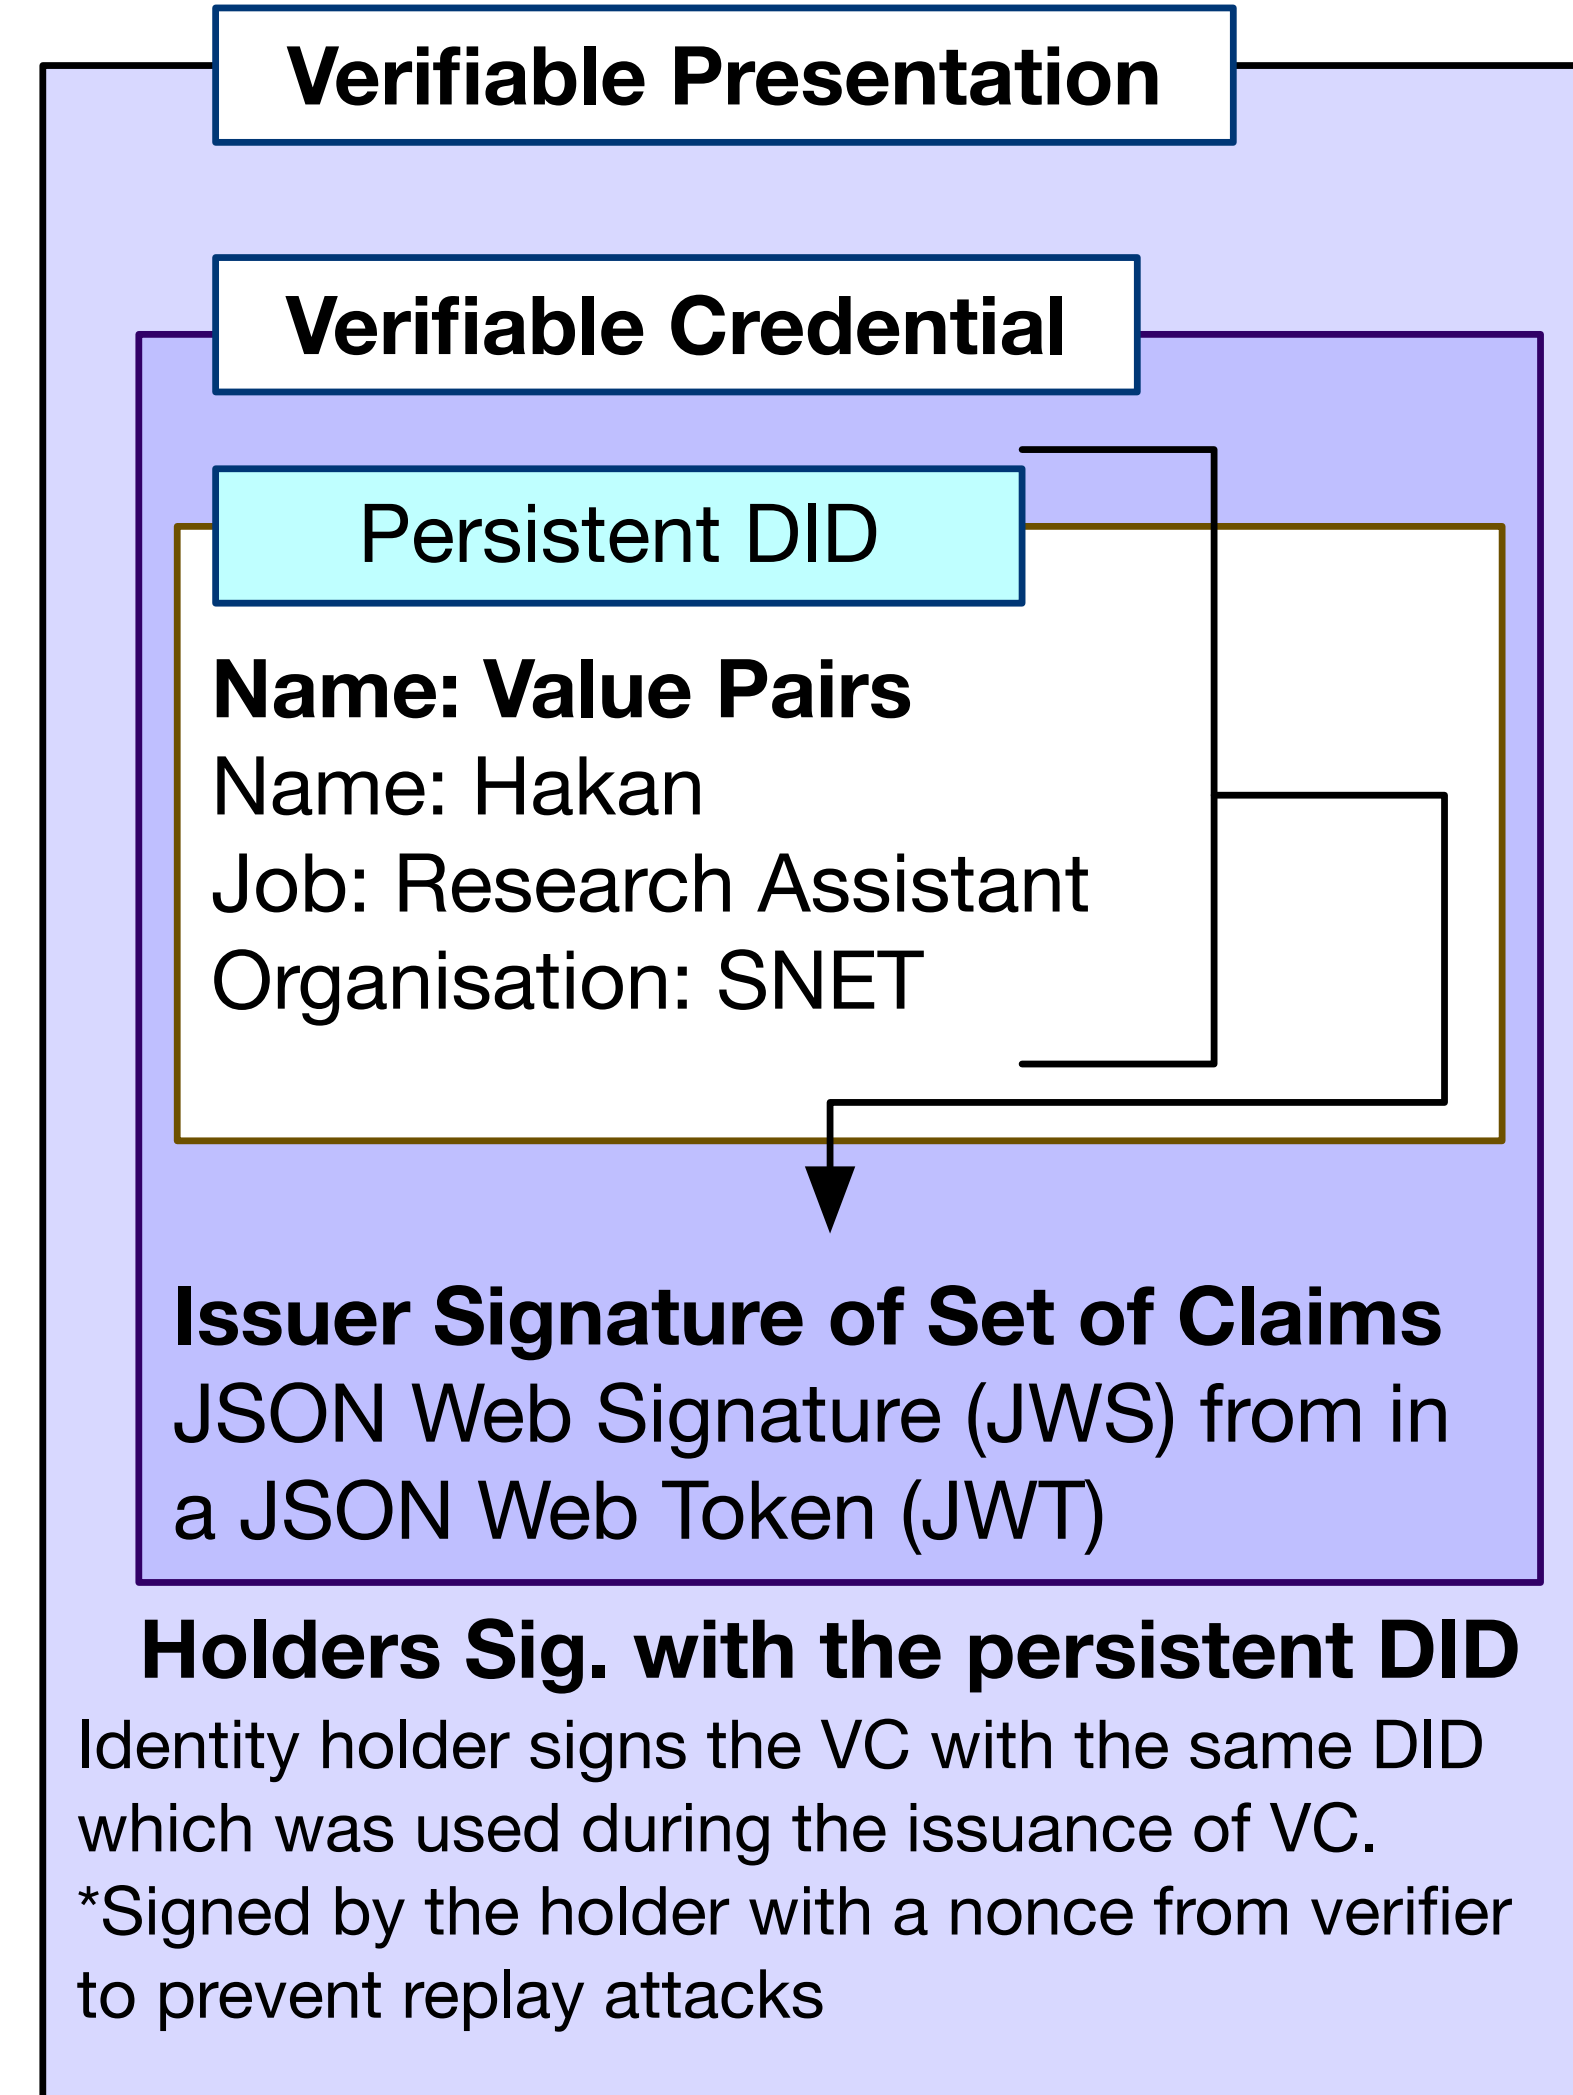 Verifiable Presentation
Verifiable Credential
Persistent DID
Name: Value Pairs
Name: Hakan
Job: Research Assistant
Organisation: SNET
Issuer Signature of Set of Claims
JSON Web Signature (JWS) from in
a JSON Web Token (JWT)
Holders Sig. with the persistent DID
Identity holder signs the VC with the same DID
which was used during the issuance of VC.
*Signed by the holder with a nonce from verifier
to prevent replay attacks